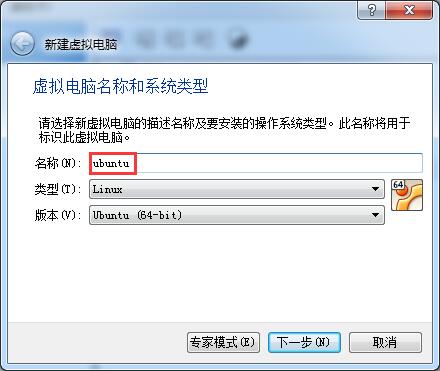 新建虚拟电脑
虚拟电脑名称和系统类型
请选择新虚拟电脑的描述名称及要安装的操作系统类型。此名称将用于
标识此虚拟电脑。
名称(N): ubuntu
类型(T): Linux
64
版本(V): Ubuntu (64-bit)
专家模式(E) 下一步(N) 取消